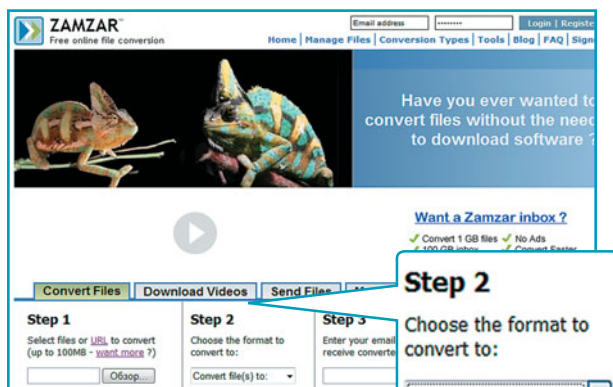 ZAMZAR™
Free online file conversion
Email address
Login | Registe
Home | Manage Files | Conversion Types | Tools | Blog | FAQ | Sign
Have you ever wanted to
convert files without the need
to download software ?
Want a Zamzar inbox ?
✓ Convert 1 GB files ✓ No Ads
✓ 100 GB inbox ✓ Convert Faster
Convert Files
Download Videos
Send Files
Step 1
Select files or URL to convert
(up to 100MB - want more ?)
Обзор...
Step 2
Choose the format to
convert to:
Convert file(s) to:
Step 3
Enter your email
receive converte
Step 2
Choose the format to
convert to: